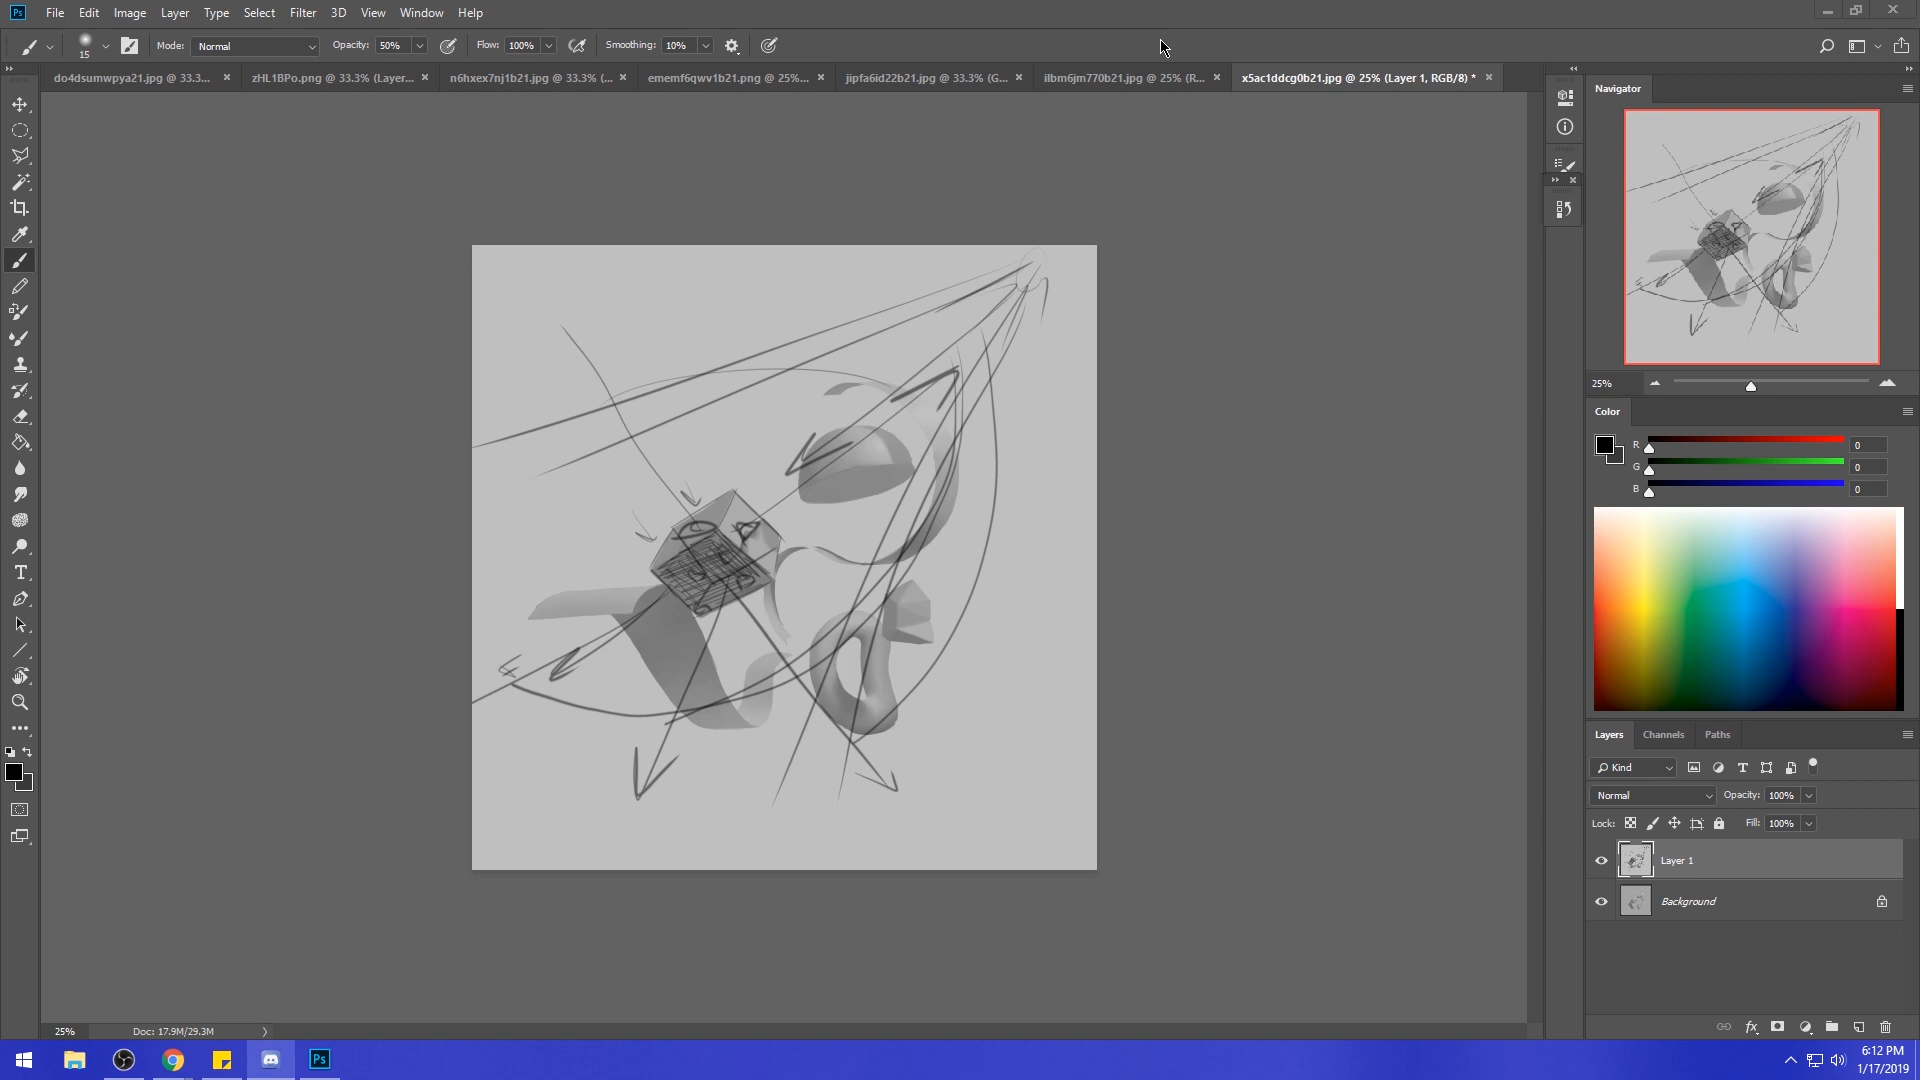 Ps File Edit Image Layer Type Select Filter 3D View Window Help
15 Mode: Normal Opacity: 50% Flow: 100% Smoothing: 10%
do4dsumwpya21.jpg @ 33.3... × zHL1BPo.png @ 33.3% (Layer... × n6hxex7nj1b21.jpg @ 33.3% (... × ememf6qwv1b21.png @ 25%... × jipfa6id22b21.jpg @ 33.3% (G... × ilbm6jm770b21.jpg @ 25% (R... × x5ac1ddcg0b21.jpg @ 25% (Layer 1, RGB/8) * ×
Navigator
25%
Color
R 0
G 0
B 0
Layers Channels Paths
Kind
Normal Opacity: 100%
Lock: Fill: 100%
Layer 1
Background
25% Doc: 17.9M/29.3M
Ps
6:12 PM
1/17/2019